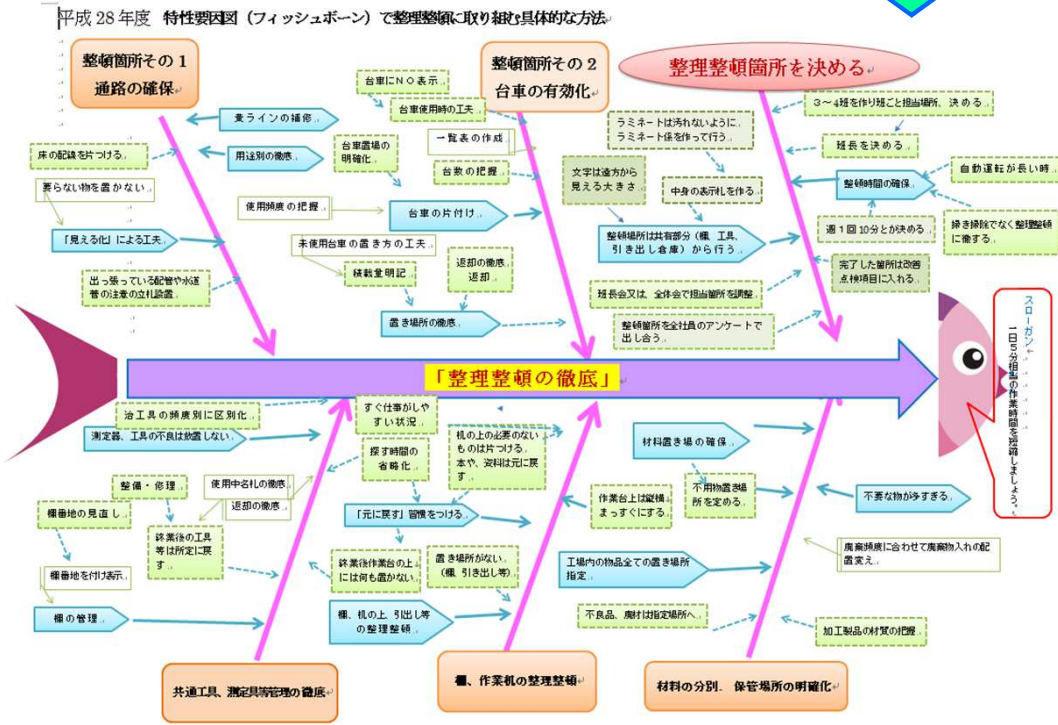 平成28年度 特性要因図（フィッシュボーン）で整理整頓に取り組む具体的な方法
整頓箇所その１
通路の確保
整頓箇所その２
台車の有効化
整理整頓箇所を決める
黄ラインの補修
床の配線を片つける
用途別の徹底
要らない物を置かない
「見える化」による工夫
出っ張っている配管や水道
管の注意の立札設置
台車にＮＯ表示
台車使用時の工夫
台車置場の
明確化
一覧表の作成
台数の把握
使用頻度の把握
台車の片付け
未使用台車の置き方の工夫
積載量明記
返却の徹底
返却
置き場所の徹底
ラミネートは汚れないように
ラミネート係を作って行う
文字は遠方から
見える大きさ
中身の表示札を作る
整頓場所は共有部分（棚、工具、
引き出し倉庫）から行う
班長会又は、全体会で担当箇所を調整
整頓箇所を全社員のアンケートで
出し合う
３～４班を作り班ごと担当場所、決める
班長を決める
自動運転が長い時
整頓時間の確保
週１回10分とか決める
掃き掃除でなく整理整頓
に徹する
完了した箇所は改善
点検項目に入れる
「整理整頓の徹底」
スローガン
一日５分相当の作業時間を短縮しましょう。
治工具の頻度別に区別化
測定器、工具の不良は放置しない
整備・修理
使用中名札の徹底
返却の徹底
棚番地の見直し
終業後の工具
等は所定に戻
す
棚番地を付け表示
棚の管理
共通工具、測定具等管理の徹底
すぐ仕事がしや
すい状況
探す時間の
省略化
机の上の必要のない
ものは片つける
本や、資料は元に戻
す
「元に戻す」習慣をつける
作業台上は縦横
まっすぐにする
終業後作業台の上
には何も置かない
置き場所がない
（棚、引き出し等）
棚、机の上、引出し等
の整理整頓
棚、作業机の整理整頓
材料置き場の確保
不用物置き場
所を定める
不要な物が多すぎる
工場内の物品全ての置き場所
指定
廃棄頻度に合わせて廃棄物入れの配
置変え
不良品、廃材は指定場所へ
加工製品の材質の把握
材料の分別、保管場所の明確化